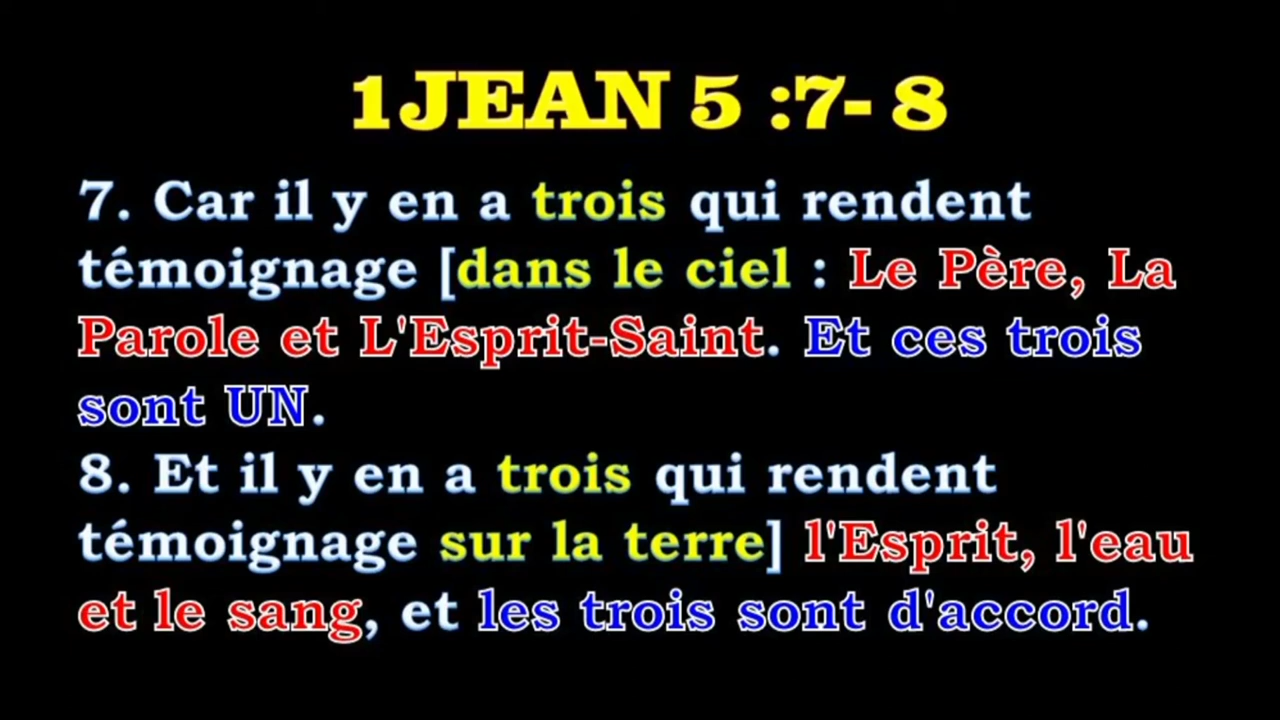 1JEAN 5 :7- 8
7. Car il y en a trois qui rendent
témoignage [dans le ciel : Le Père, La
Parole et L'Esprit-Saint. Et ces trois
sont UN.
8. Et il y en a trois qui rendent
témoignage sur la terre] l'Esprit, l'eau
et le sang, et les trois sont d'accord.